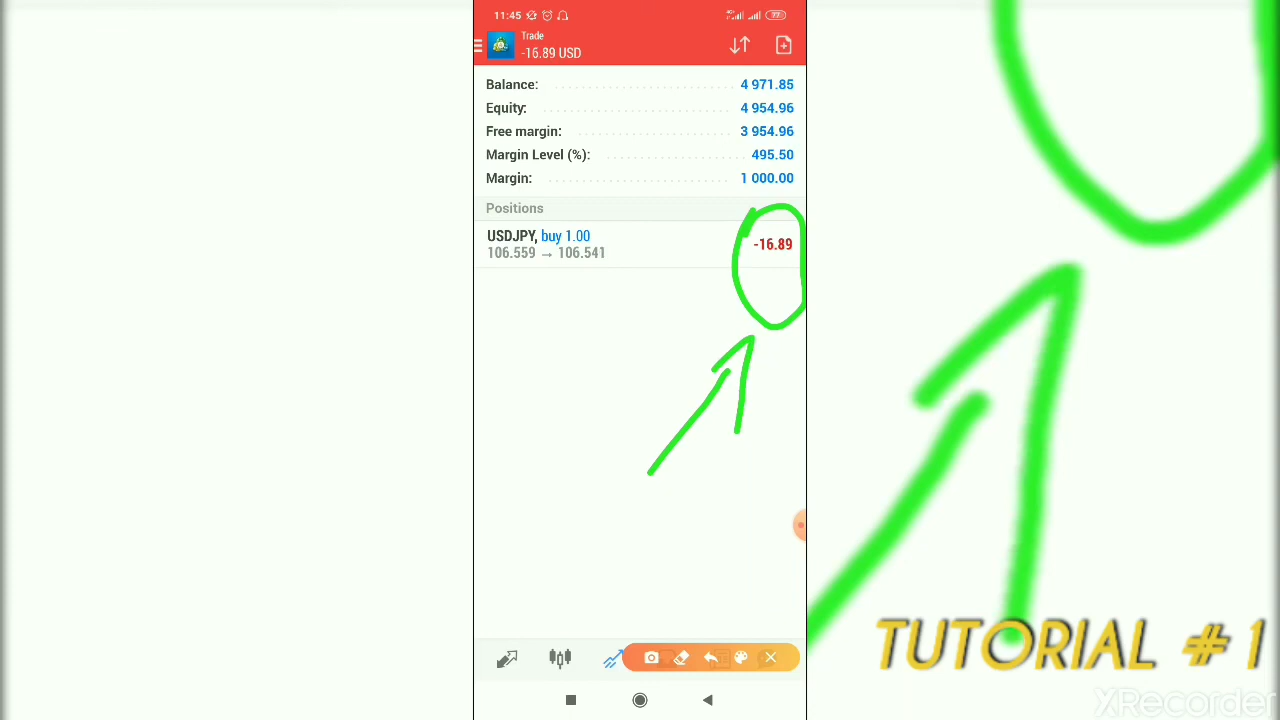 11:45
77
Trade
-16.89 USD
Balance: 4 971.85
Equity: 4 954.96
Free margin: 3 954.96
Margin Level (%): 495.50
Margin: 1 000.00
Positions
USDJPY, buy 1.00
-16.89
106.559 → 106.541
TUTORIAL # 1
XRecorder